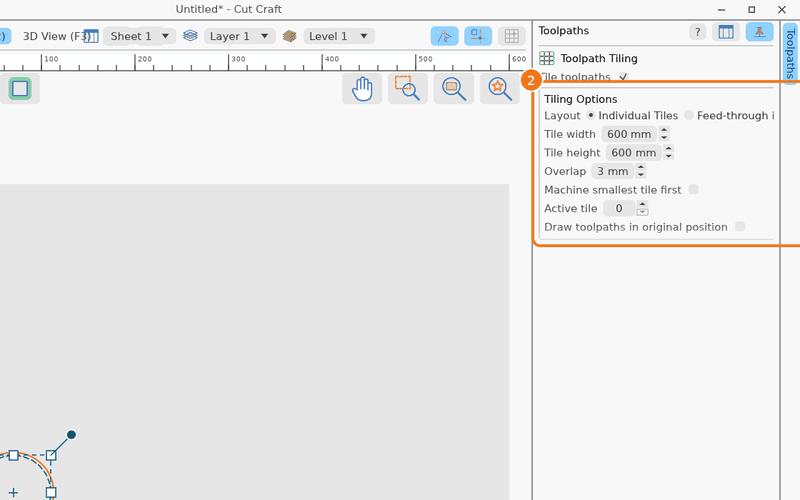 Untitled* - Cut Craft
3D View (F3) Sheet 1 Layer 1 Level 1
100 200 300 400 500 600
Toolpaths
?
Toolpaths
Toolpath Tiling
Tile toolpaths
2
Tiling Options
Layout Individual Tiles Feed-through i
Tile width 600 mm
Tile height 600 mm
Overlap 3 mm
Machine smallest tile first
Active tile 0
Draw toolpaths in original position